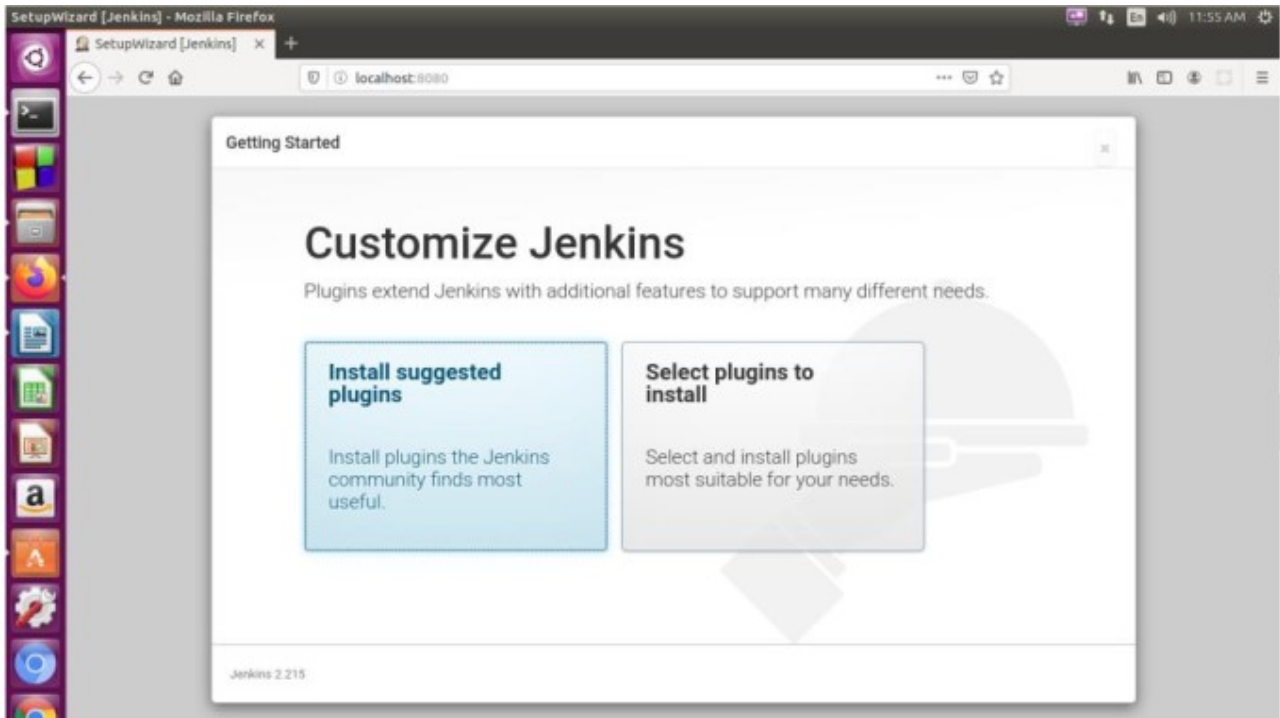 SetupWizard [Jenkins] - Mozilla Firefox
En
11:55 AM
SetupWizard [Jenkins]
localhost:8080
Getting Started
Customize Jenkins
Plugins extend Jenkins with additional features to support many different needs.
Install suggested
plugins
Install plugins the Jenkins
community finds most
useful.
Select plugins to
install
Select and install plugins
most suitable for your needs.
Jenkins 2.215